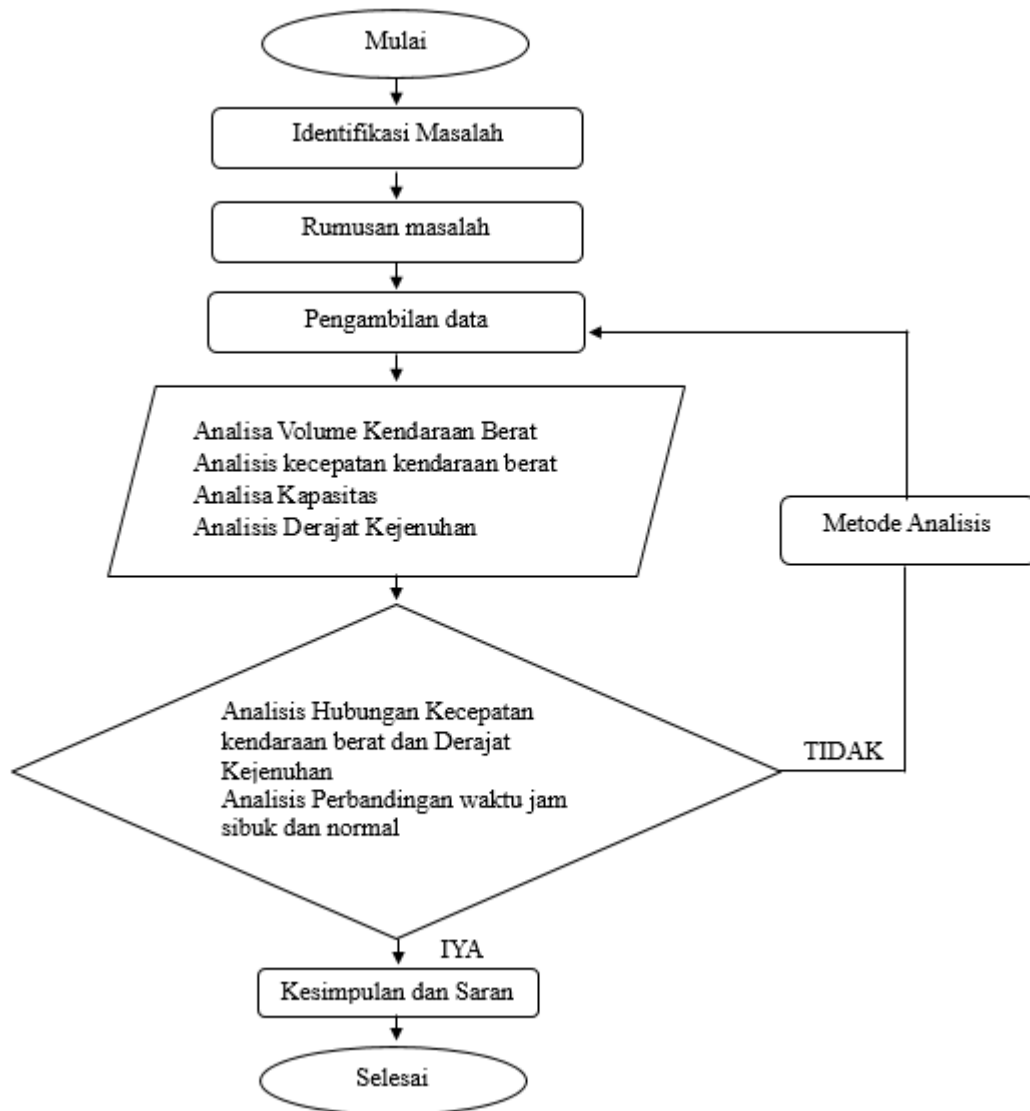 Mulai
Identifikasi Masalah
Rumusan masalah
Pengambilan data
Analisa Volume Kendaraan Berat
Analisis kecepatan kendaraan berat
Analisa Kapasitas
Analisis Derajat Kejenuhan
Metode Analisis
Analisis Hubungan Kecepatan
kendaraan berat dan Derajat
Kejenuhan
Analisis Perbandingan waktu jam
sibuk dan normal
TIDAK
IYA
Kesimpulan dan Saran
Selesai